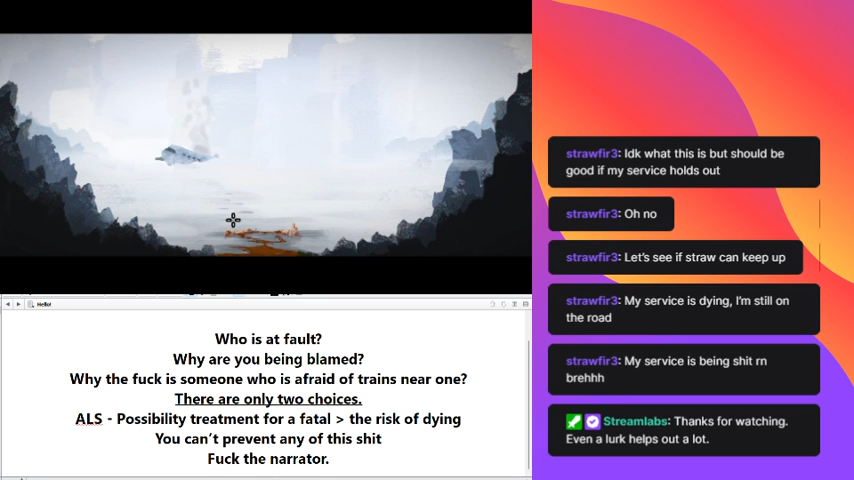 Hello!
Who is at fault?
Why are you being blamed?
Why the fuck is someone who is afraid of trains near one?
There are only two choices.
ALS - Possibility treatment for a fatal > the risk of dying
You can't prevent any of this shit
Fuck the narrator.
strawfir3: Idk what this is but should be
good if my service holds out
strawfir3: Oh no
strawfir3: Let's see if straw can keep up
strawfir3: My service is dying, I'm still on
the road
strawfir3: My service is being shit rn
brehhh
Streamlabs: Thanks for watching.
Even a lurk helps out a lot.